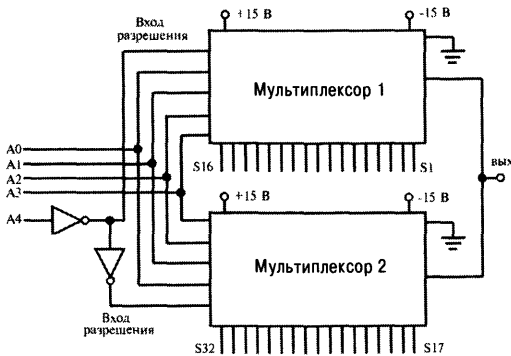 +15 В
-15 В
Вход
разрешения
Мультиплексор 1
A0
A1
A2
A3
A4
S16
S1
вых
+15 В
-15 В
Мультиплексор 2
Вход
разрешения
S32
S17